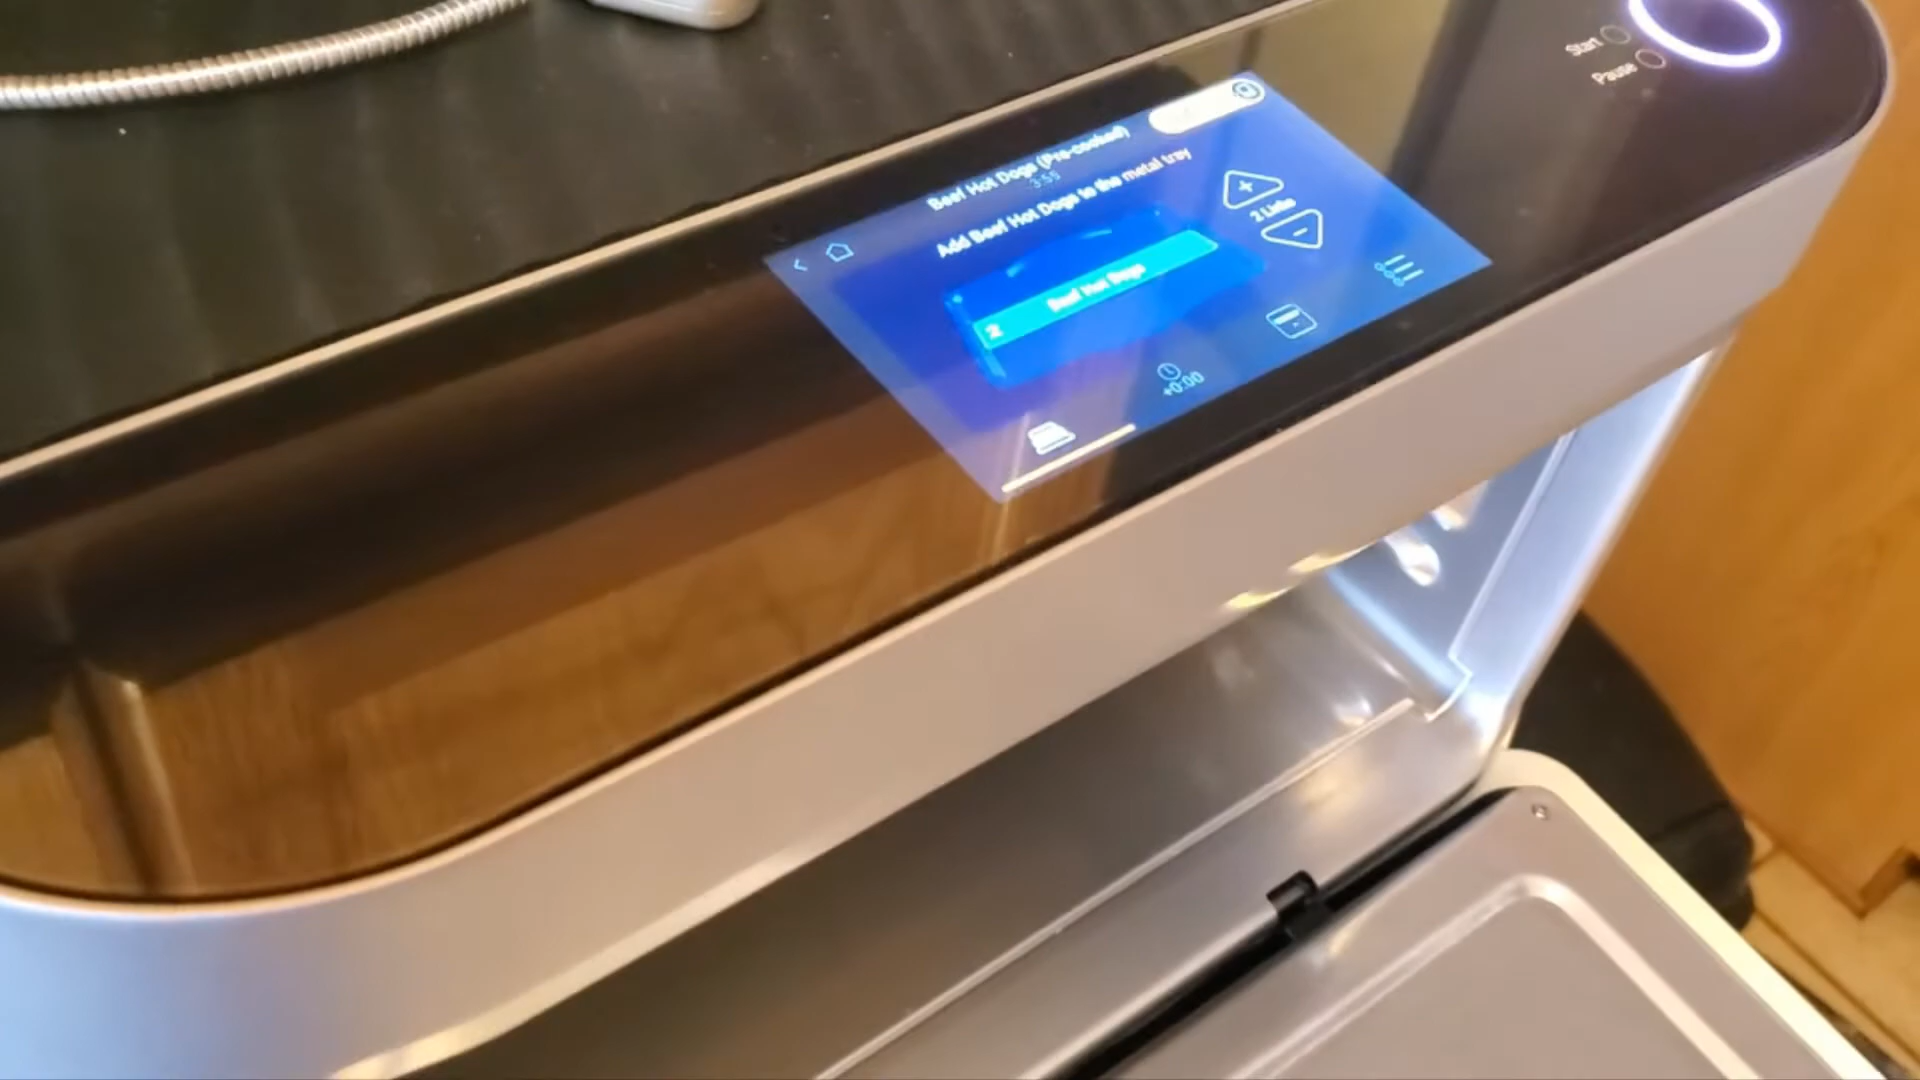 Start
Pause
Beef Hot Dogs (Pre-cooked)
3:55
Add Beef Hot Dogs to the metal tray
2 Links
Beef Hot Dogs
2
+0:00